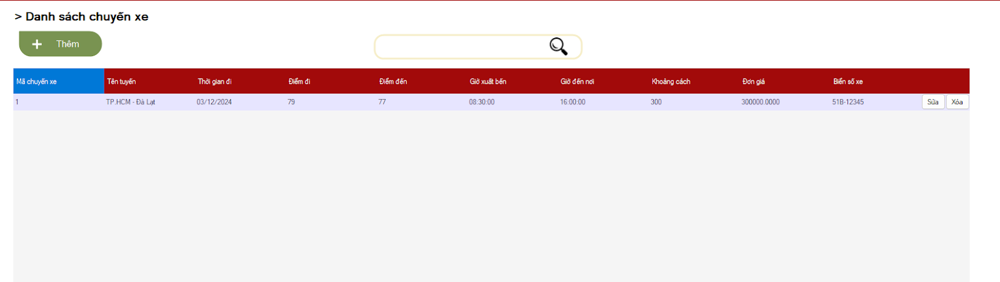 > Danh sách chuyến xe
+ Thêm
Mã chuyến xe Tên tuyến Thời gian đi Điểm đi Điểm đến Giờ xuất bến Giờ đến nơi Khoảng cách Đơn giá Biển số xe
1 TP.HCM - Đà Lạt 03/12/2024 79 77 08:30:00 16:00:00 300 300000.0000 51B-12345 Sửa Xóa